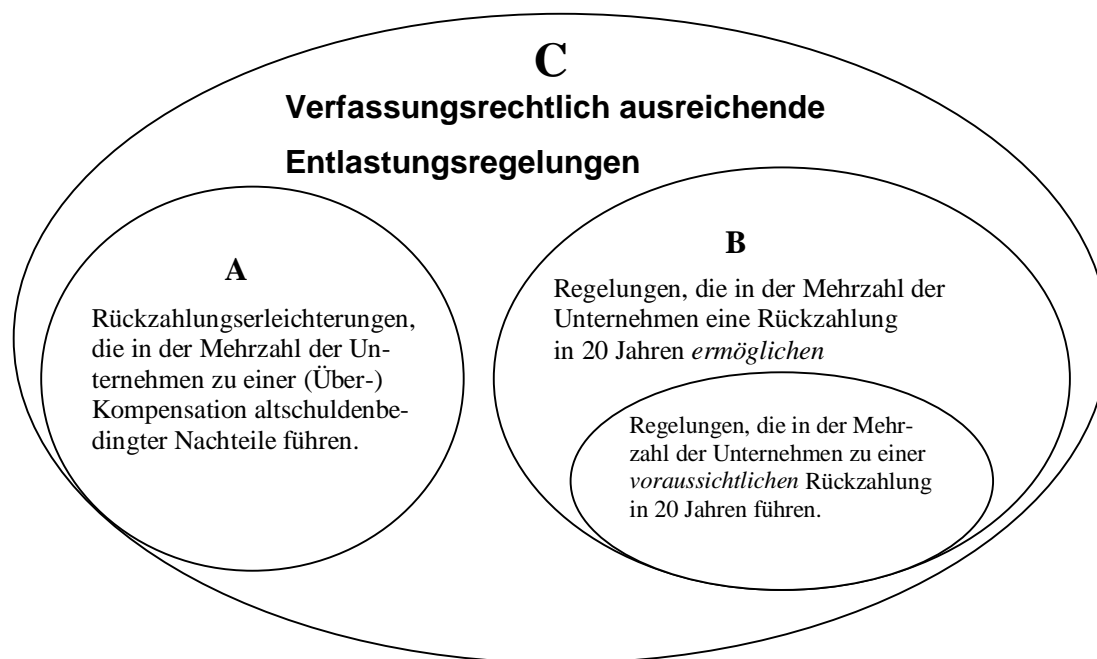 C
Verfassungsrechtlich ausreichende
Entlastungsregelungen
A
Rückzahlungserleichterungen,
die in der Mehrzahl der Un-
ternehmen zu einer (Über-)
Kompensation altschuldenbe-
dingter Nachteile führen.
B
Regelungen, die in der Mehrzahl der
Unternehmen eine Rückzahlung
in 20 Jahren ermöglichen
Regelungen, die in der Mehr-
zahl der Unternehmen zu einer
voraussichtlichen Rückzahlung
in 20 Jahren führen.